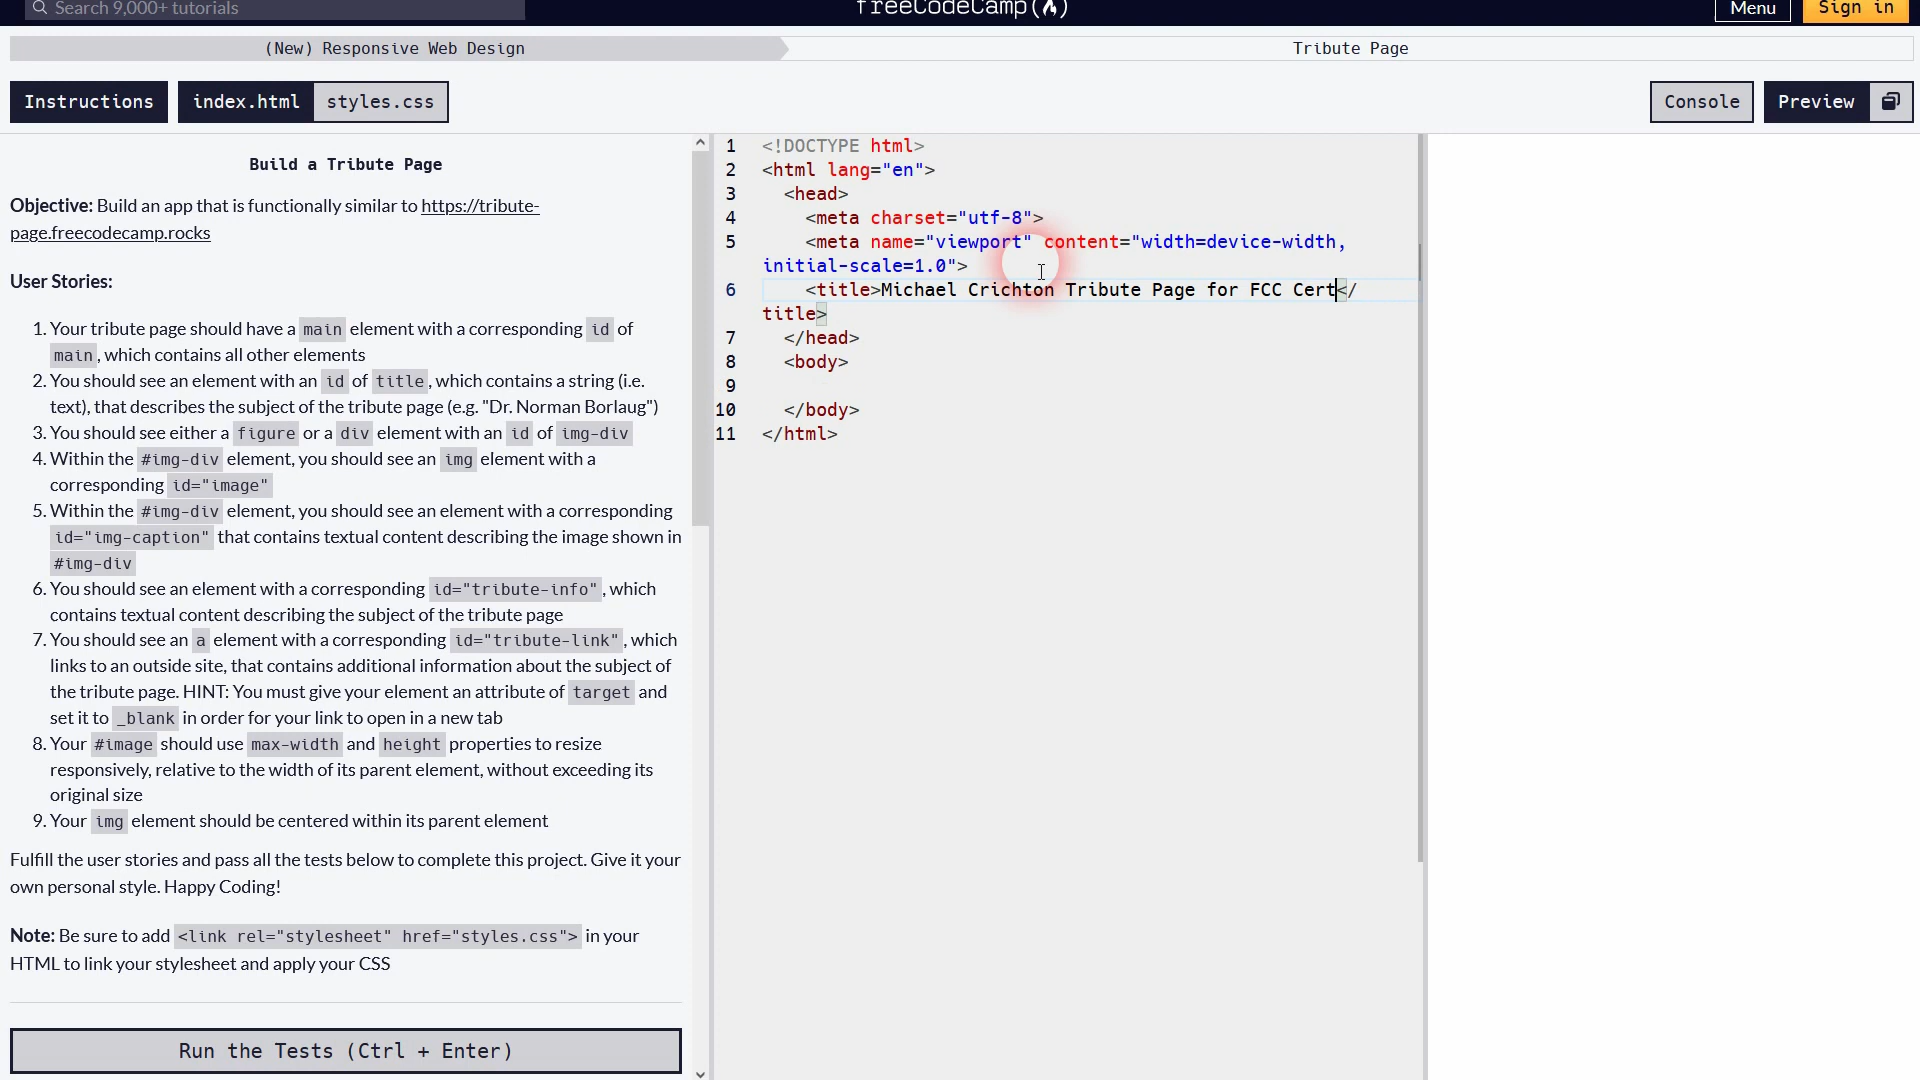 Search 9,000+ tutorials
freeCodeCamp
Menu
Sign in
(New) Responsive Web Design
Tribute Page
Instructions
index.html
styles.css
Console
Preview
Build a Tribute Page
Objective: Build an app that is functionally similar to https://tribute-
page.freecodecamp.rocks
User Stories:
1. Your tribute page should have a main element with a corresponding id of
main, which contains all other elements
2. You should see an element with an id of title, which contains a string (i.e.
text), that describes the subject of the tribute page (e.g. "Dr. Norman Borlaug")
3. You should see either a figure or a div element with an id of img-div
4. Within the #img-div element, you should see an img element with a
corresponding id="image"
5. Within the #img-div element, you should see an element with a corresponding
id="img-caption" that contains textual content describing the image shown in
#img-div
6. You should see an element with a corresponding id="tribute-info", which
contains textual content describing the subject of the tribute page
7. You should see an a element with a corresponding id="tribute-link", which
links to an outside site, that contains additional information about the subject of
the tribute page. HINT: You must give your element an attribute of target and
set it to _blank in order for your link to open in a new tab
8. Your #image should use max-width and height properties to resize
responsively, relative to the width of its parent element, without exceeding its
original size
9. Your img element should be centered within its parent element
Fulfill the user stories and pass all the tests below to complete this project. Give it your
own personal style. Happy Coding!
Note: Be sure to add <link rel="stylesheet" href="styles.css"> in your
HTML to link your stylesheet and apply your CSS
Run the Tests (Ctrl + Enter)
1 <!DOCTYPE html>
2 <html lang="en">
3 <head>
4 <meta charset="utf-8">
5 <meta name="viewport" content="width=device-width,
initial-scale=1.0">
6 <title>Michael Crichton Tribute Page for FCC Cert</
title>
7 </head>
8 <body>
9
10 </body>
11 </html>